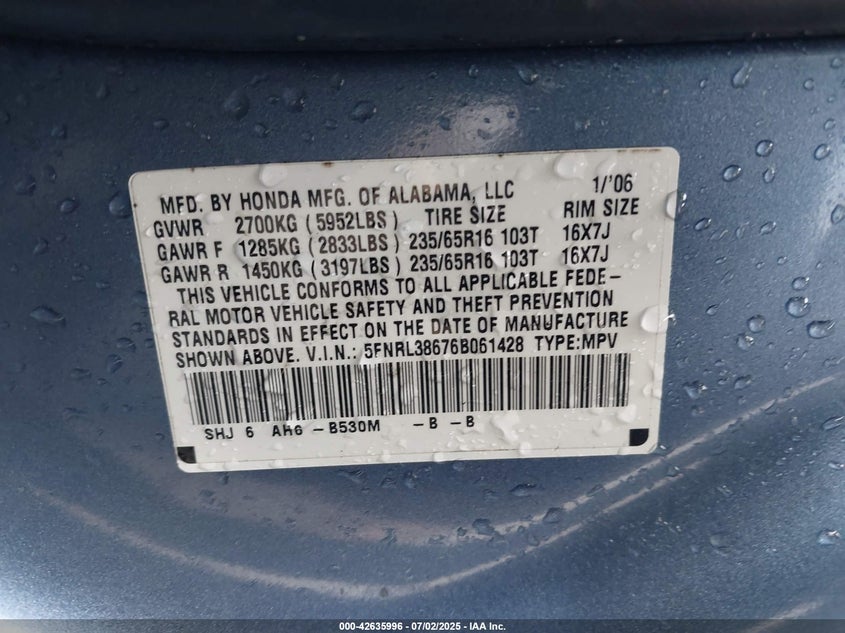 MFD. BY HONDA MFG. OF ALABAMA, LLC 1/'06
GVWR 2700KG (5952LBS) TIRE SIZE RIM SIZE
GAWR F 1285KG (2833LBS) 235/65R16 103T 16X7J
GAWR R 1450KG (3197LBS) 235/65R16 103T 16X7J
THIS VEHICLE CONFORMS TO ALL APPLICABLE FEDE-
RAL MOTOR VEHICLE SAFETY AND THEFT PREVENTION
STANDARDS IN EFFECT ON THE DATE OF MANUFACTURE
SHOWN ABOVE. V.I.N.: 5FNRL38676B061428 TYPE:MPV
SHJ 6 AH6 -B530M -B -B
000-42635996 - 07/02/2025 - IAA Inc.